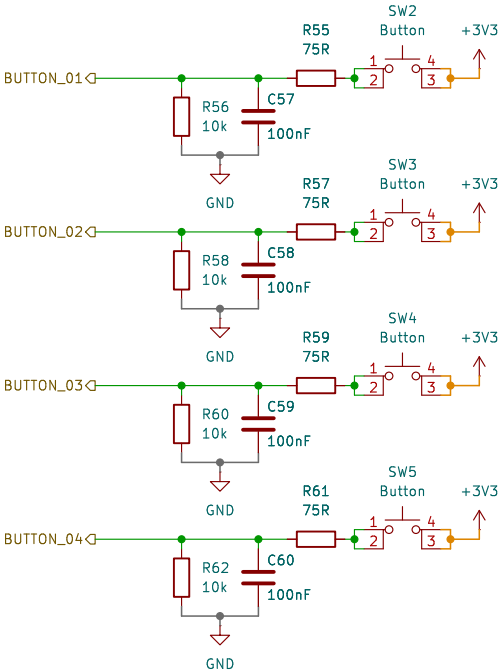 SW2
Button
R55
75R
+3V3
1
4
BUTTON_01
2
3
C57
R56
10k
100nF
GND
SW3
Button
R57
75R
+3V3
1
4
BUTTON_02
2
3
C58
R58
10k
100nF
GND
SW4
Button
R59
75R
+3V3
1
4
BUTTON_03
2
3
C59
R60
10k
100nF
GND
SW5
Button
R61
75R
+3V3
1
4
BUTTON_04
2
3
C60
R62
10k
100nF
GND